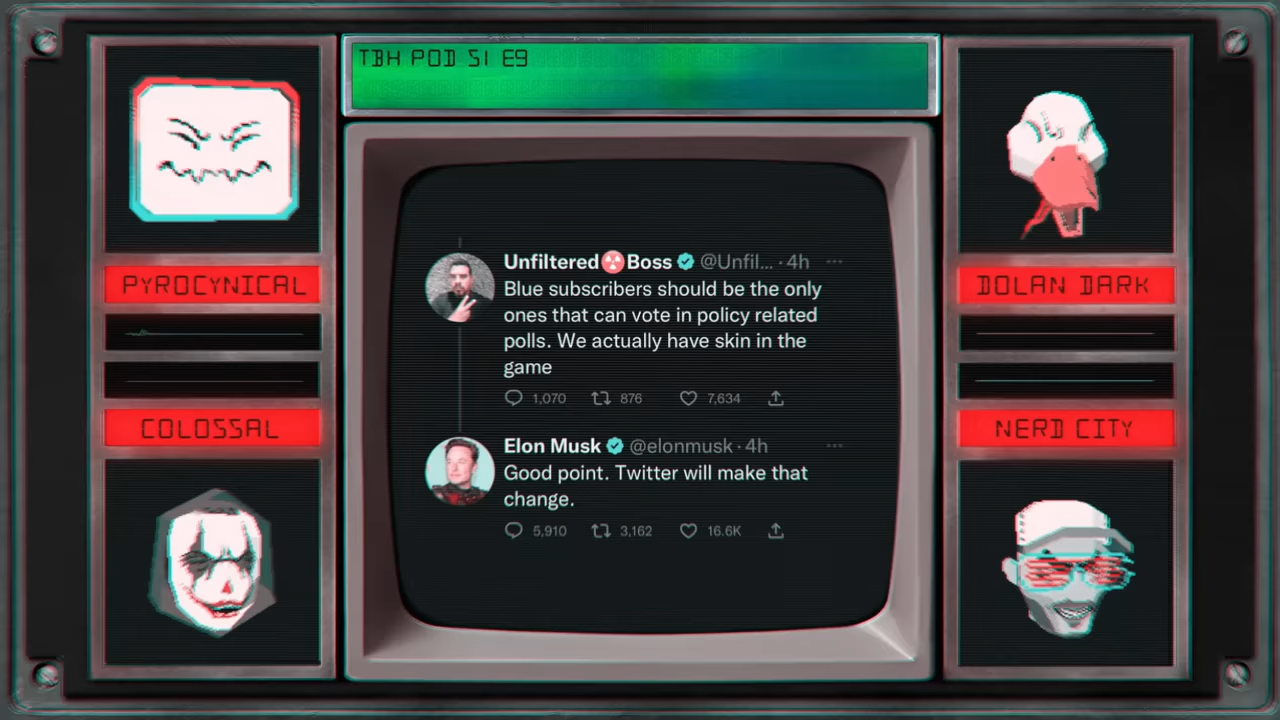 TBH POD S1 E9
PYROCYNICAL
COLOSSAL
Unfiltered☢Boss @Unfil... · 4h ...
Blue subscribers should be the only
ones that can vote in policy related
polls. We actually have skin in the
game
1,070 876 7,634
Elon Musk @elonmusk · 4h ...
Good point. Twitter will make that
change.
5,910 3,162 16.6K
DOLAN DARK
NERD CITY